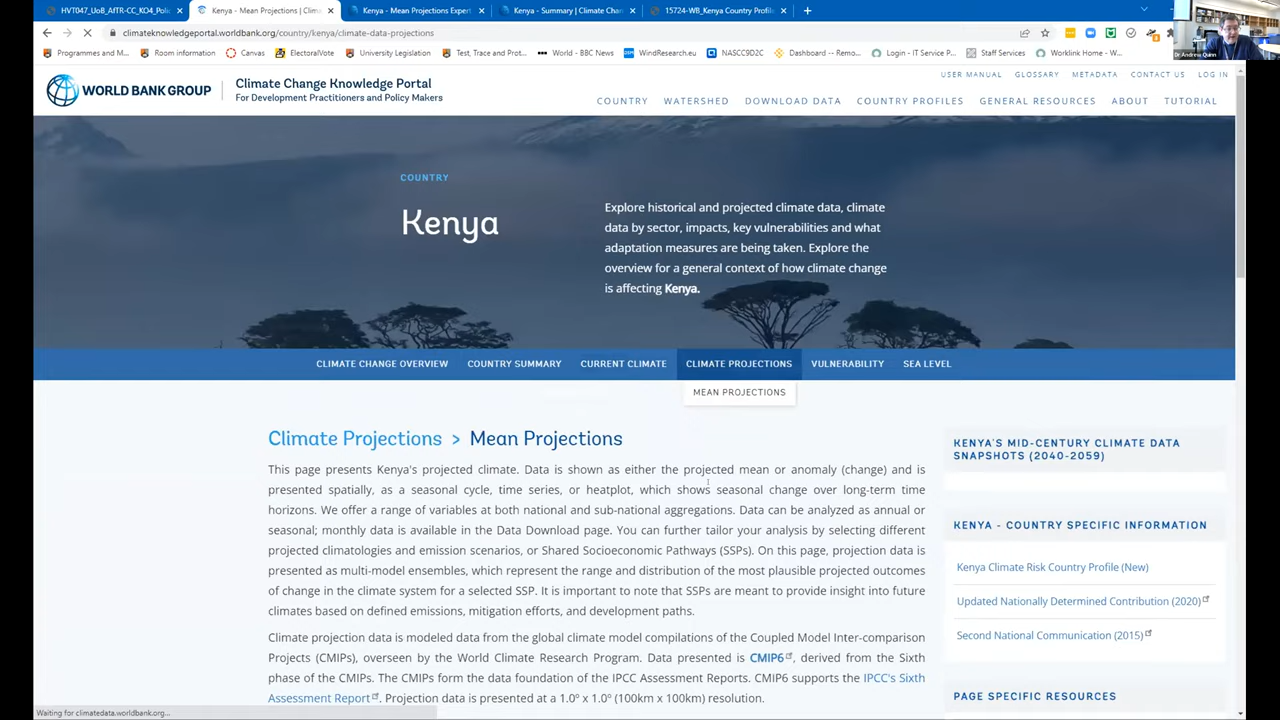 HVT047_UoB_AfTR-CC_KO4_Poli
Kenya - Mean Projections | Clima
Kenya - Mean Projections Expert
Kenya - Summary | Climate Chan
15724-WB_Kenya Country Profile
climateknowledgeportal.worldbank.org/country/kenya/climate-data-projections
Programmes and M... Room information Canvas ElectoralVote University Legislation Test, Trace and Prot... World - BBC News WindResearch.eu NASCC9D2C Dashboard -- Remo... Login - IT Service P... Staff Services Worklink Home - W...
Dr Andrew Quinn
USER MANUAL GLOSSARY METADATA CONTACT US LOG IN
WORLD BANK GROUP
Climate Change Knowledge Portal
For Development Practitioners and Policy Makers
COUNTRY WATERSHED DOWNLOAD DATA COUNTRY PROFILES GENERAL RESOURCES ABOUT TUTORIAL
COUNTRY
Kenya
Explore historical and projected climate data, climate
data by sector, impacts, key vulnerabilities and what
adaptation measures are being taken. Explore the
overview for a general context of how climate change
is affecting Kenya.
CLIMATE CHANGE OVERVIEW COUNTRY SUMMARY CURRENT CLIMATE CLIMATE PROJECTIONS VULNERABILITY SEA LEVEL
MEAN PROJECTIONS
Climate Projections > Mean Projections
This page presents Kenya's projected climate. Data is shown as either the projected mean or anomaly (change) and is
presented spatially, as a seasonal cycle, time series, or heatplot, which shows seasonal change over long-term time
horizons. We offer a range of variables at both national and sub-national aggregations. Data can be analyzed as annual or
seasonal; monthly data is available in the Data Download page. You can further tailor your analysis by selecting different
projected climatologies and emission scenarios, or Shared Socioeconomic Pathways (SSPs). On this page, projection data is
presented as multi-model ensembles, which represent the range and distribution of the most plausible projected outcomes
of change in the climate system for a selected SSP. It is important to note that SSPs are meant to provide insight into future
climates based on defined emissions, mitigation efforts, and development paths.
Climate projection data is modeled data from the global climate model compilations of the Coupled Model Inter-comparison
Projects (CMIPs), overseen by the World Climate Research Program. Data presented is CMIP6, derived from the Sixth
phase of the CMIPs. The CMIPs form the data foundation of the IPCC Assessment Reports. CMIP6 supports the IPCC's Sixth
Assessment Report. Projection data is presented at a 1.0º x 1.0º (100km x 100km) resolution.
KENYA'S MID-CENTURY CLIMATE DATA
SNAPSHOTS (2040-2059)
KENYA - COUNTRY SPECIFIC INFORMATION
Kenya Climate Risk Country Profile (New)
Updated Nationally Determined Contribution (2020)
Second National Communication (2015)
PAGE SPECIFIC RESOURCES
Waiting for climatedata.worldbank.org...